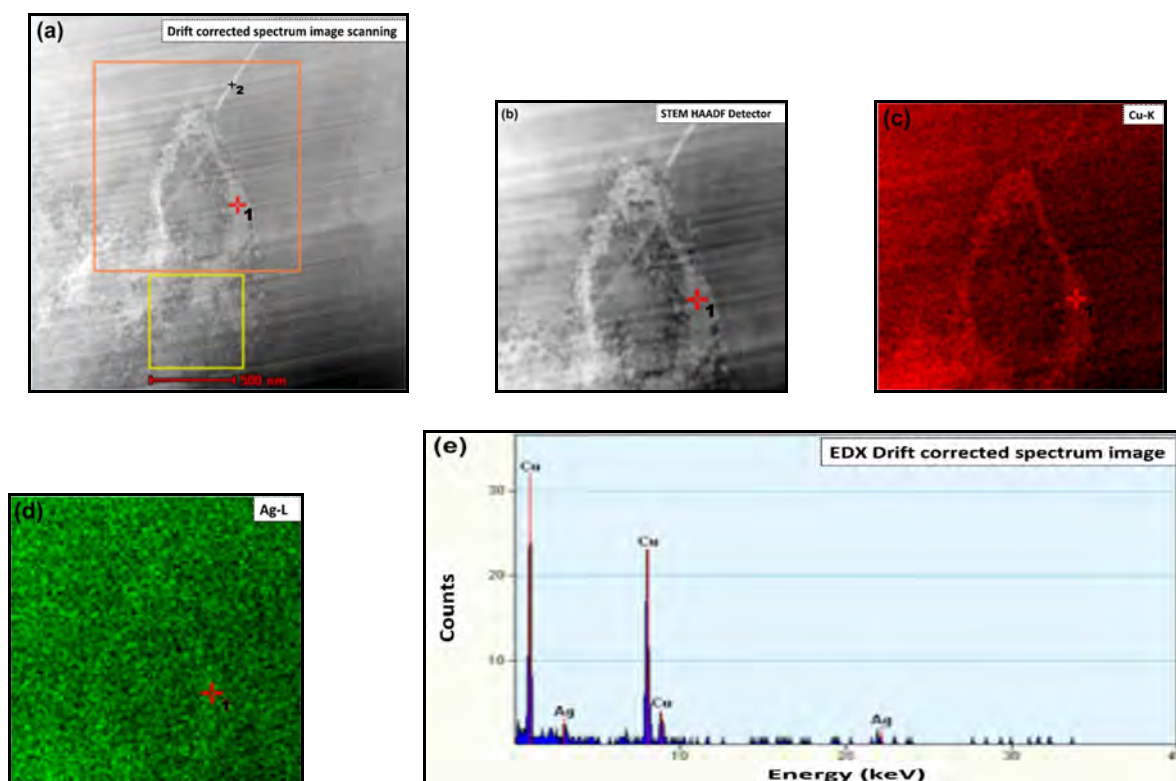 (a)
Drift corrected spectrum image scanning
2
1
500 nm
(b)
STEM HAADF Detector
1
(c)
Cu-K
1
(d)
Ag-L
1
(e)
EDX Drift corrected spectrum image
Cu
Cu
Cu
Ag
Ag
30
20
10
10
20
30
Counts
Energy (keV)